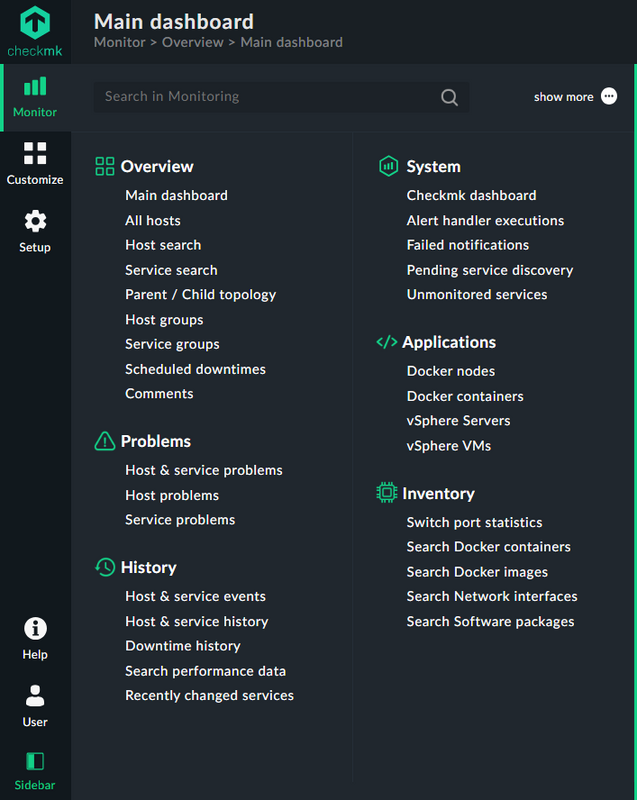 checkmk
Main dashboard
Monitor > Overview > Main dashboard
Monitor
Customize
Setup
Help
User
Sidebar
Search in Monitoring
show more
Overview
Main dashboard
All hosts
Host search
Service search
Parent / Child topology
Host groups
Service groups
Scheduled downtimes
Comments
Problems
Host & service problems
Host problems
Service problems
History
Host & service events
Host & service history
Downtime history
Search performance data
Recently changed services
System
Checkmk dashboard
Alert handler executions
Failed notifications
Pending service discovery
Unmonitored services
Applications
Docker nodes
Docker containers
vSphere Servers
vSphere VMs
Inventory
Switch port statistics
Search Docker containers
Search Docker images
Search Network interfaces
Search Software packages